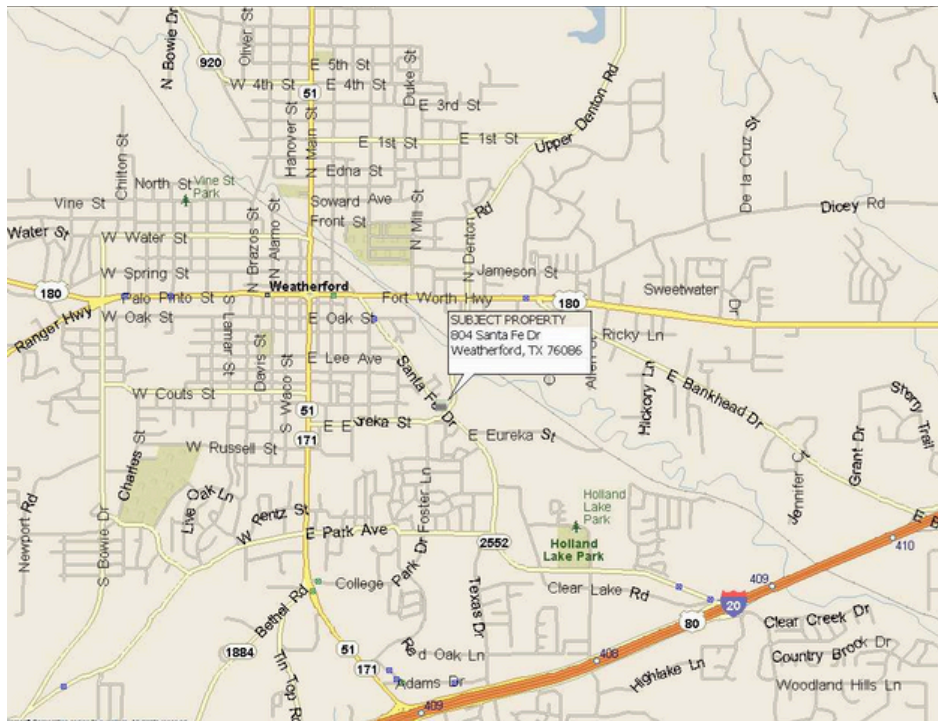 N Bowie Dr
Oliver St
920
E 5th St
W 4th St
E 4th St
51
Duke St
E 3rd St
Hanover St
N Main St
E 1st St
E 1st St
Upper Denton Rd
Chilton St
Edna St
De la Cruz St
North St
Vine St Park
Vine St
Soward Ave
Front St
N Mill St
N Denton Rd
Dicey Rd
Water St
W Water St
N Brazos St
N Alamo St
W Spring St
Jameson St
180
Weatherford
Sweetwater Dr
Palo Pinto St
Fort Worth Hwy
180
Ranger Hwy
W Oak St
S Lamar St
E Oak St
SUBJECT PROPERTY
804 Santa Fe Dr
Weatherford, TX 76086
Ricky Ln
Davis St
E Lee Ave
Santa Fe Dr
Hickory Ln
E Bankhead Dr
Sherry Trail
W Couts St
S Waco St
51
171
E Eureka St
W Russell St
Charles St
Grant Dr
Jennifer Ct
Live Oak Ln
Foster Ln
Newport Rd
W Pentz St
Holland Lake Park
Holland Lake Park
S Bowie Dr
E Park Ave
2552
410
College
Park Dr
Clear Lake Rd
409
20
Texas Dr
80
Clear Creek Dr
Bethel Rd
1884
51
171
Red Oak Ln
408
Country Brook Dr
Tin Top Rd
Adams Dr
Highlake Ln
Woodland Hills Ln
409